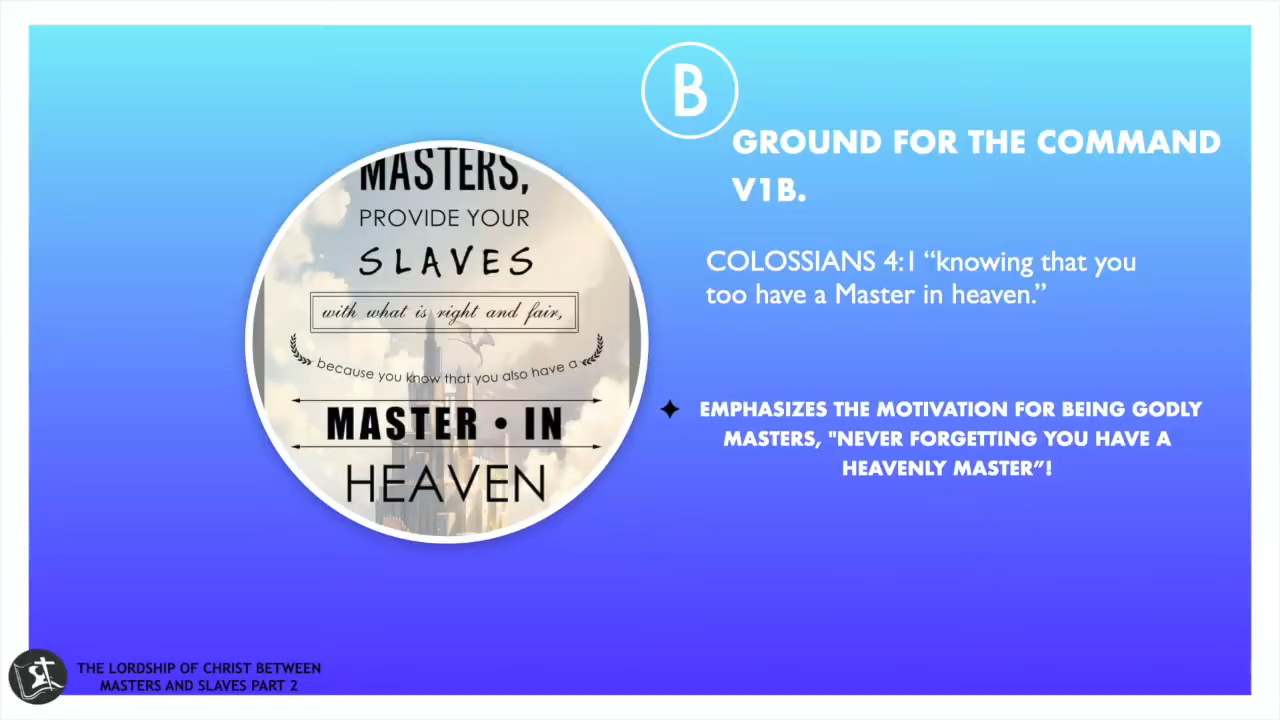 B
GROUND FOR THE COMMAND
V1B.
COLOSSIANS 4:1 “knowing that you
too have a Master in heaven.”
EMPHASIZES THE MOTIVATION FOR BEING GODLY
MASTERS, "NEVER FORGETTING YOU HAVE A
HEAVENLY MASTER”!
MASTERS,
PROVIDE YOUR
SLAVES
with what is right and fair,
because you know that you also have a
MASTER • IN
HEAVEN
THE LORDSHIP OF CHRIST BETWEEN
MASTERS AND SLAVES PART 2